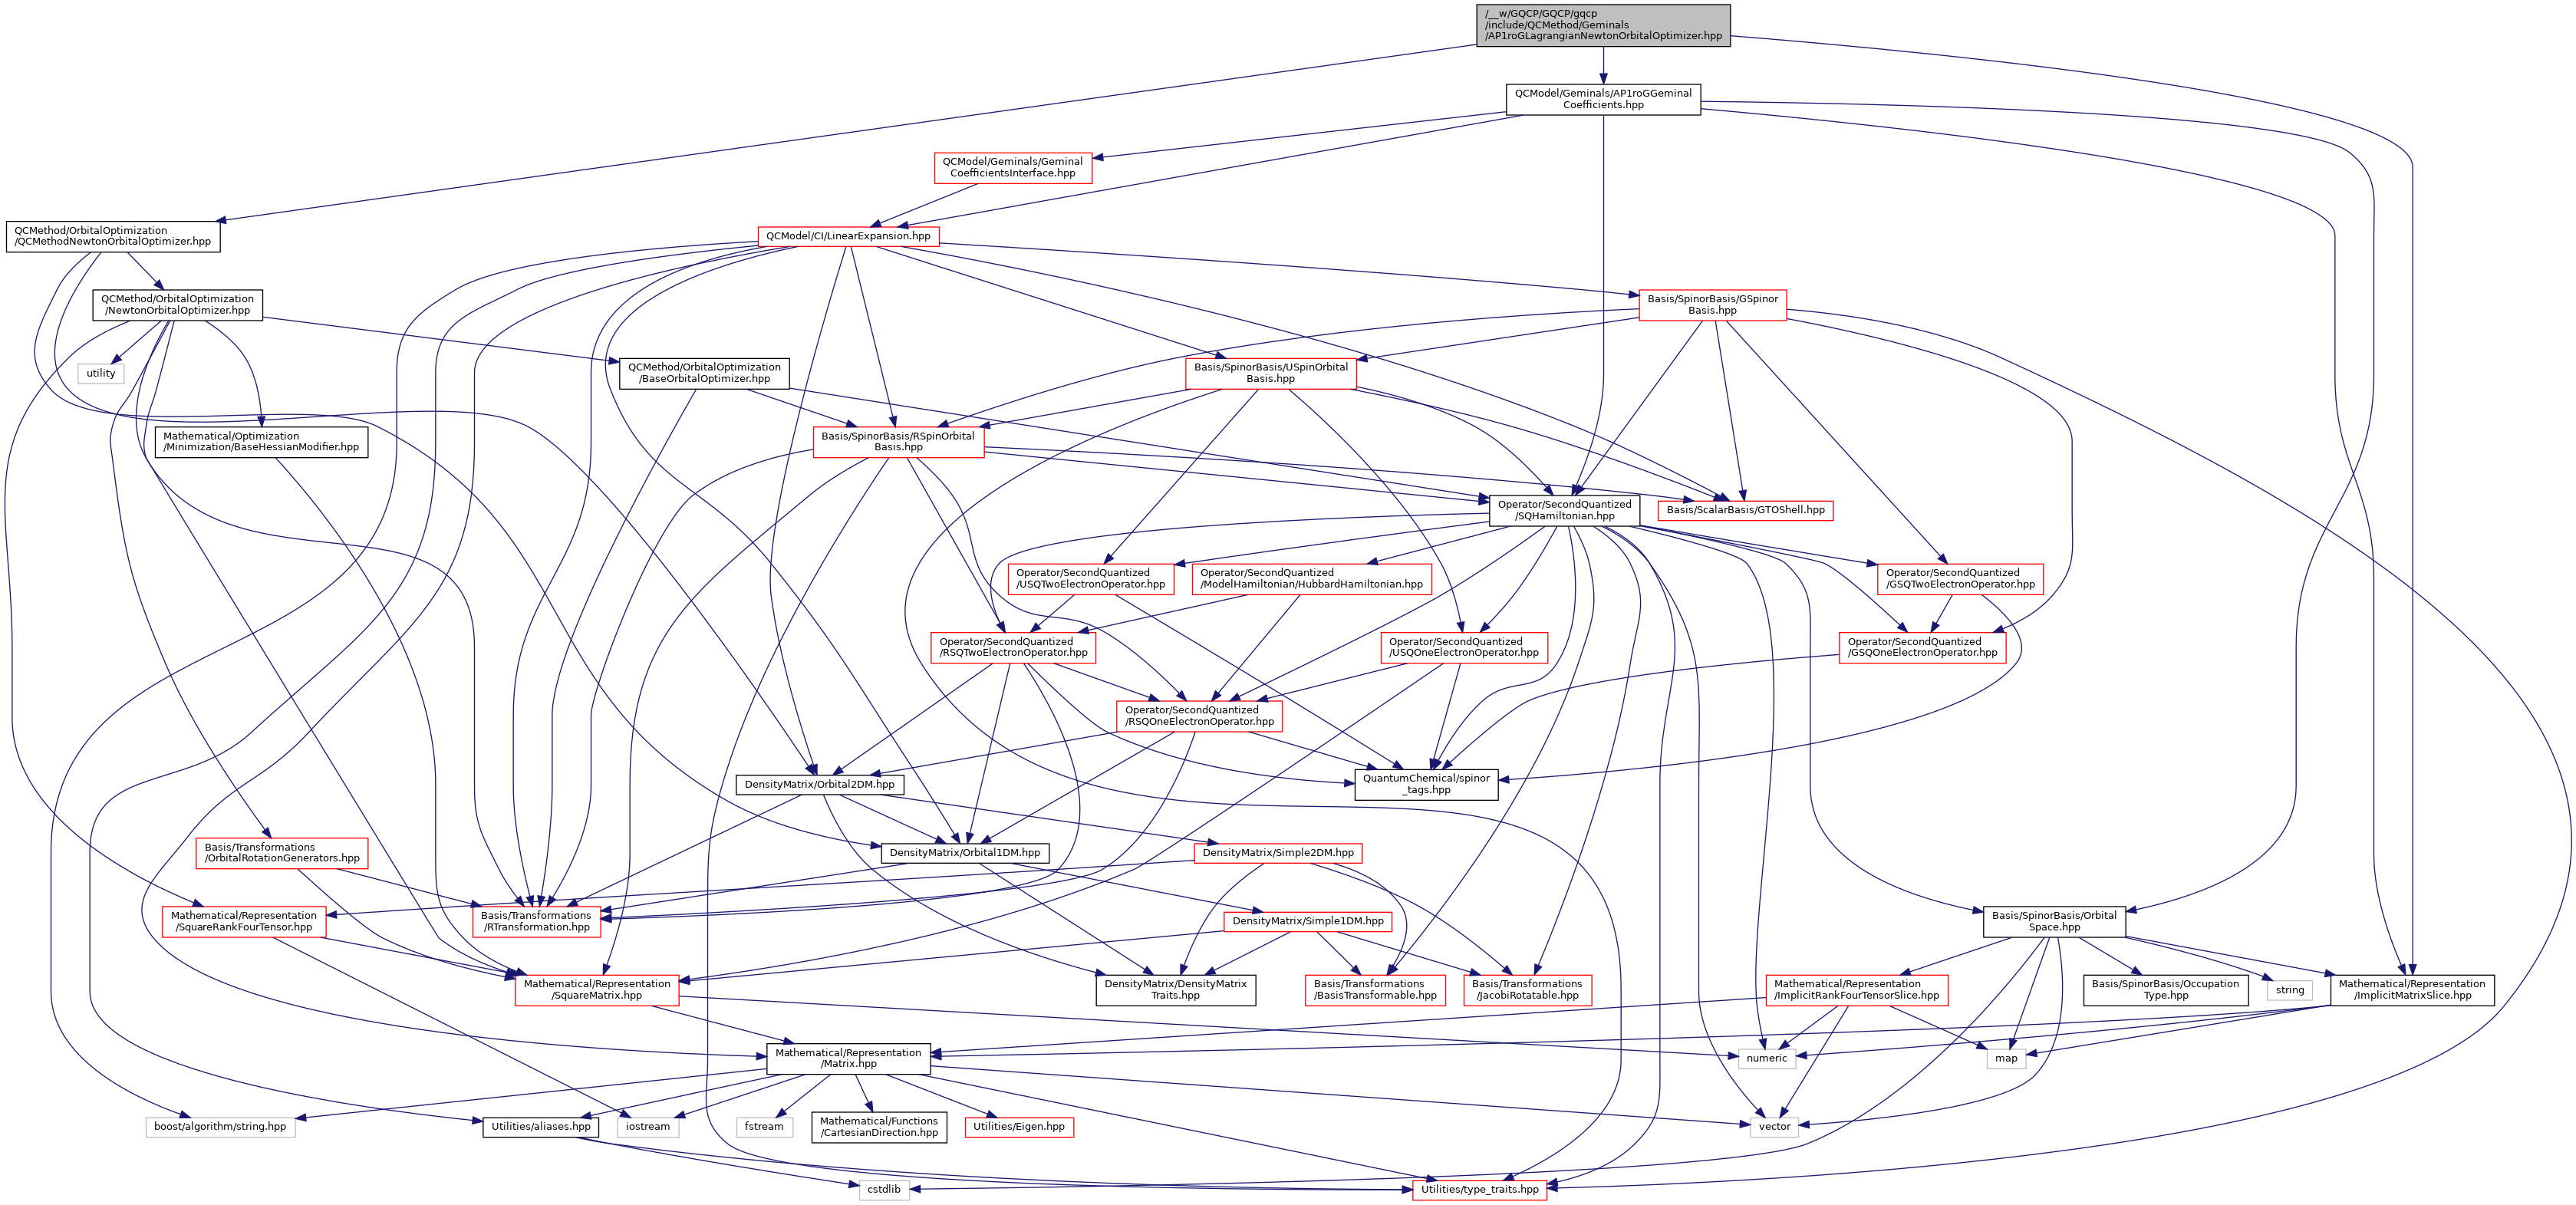 /__w/GQCP/GQCP/gqcp
/include/QCMethod/Geminals
/AP1roGLagrangianNewtonOrbitalOptimizer.hpp
QCModel/Geminals/AP1roGGeminal
Coefficients.hpp
QCModel/Geminals/Geminal
CoefficientsInterface.hpp
QCMethod/OrbitalOptimization
/QCMethodNewtonOrbitalOptimizer.hpp
QCModel/CI/LinearExpansion.hpp
QCMethod/OrbitalOptimization
/NewtonOrbitalOptimizer.hpp
Basis/SpinorBasis/GSpinor
Basis.hpp
utility
QCMethod/OrbitalOptimization
/BaseOrbitalOptimizer.hpp
Basis/SpinorBasis/USpinOrbital
Basis.hpp
Mathematical/Optimization
/Minimization/BaseHessianModifier.hpp
Basis/SpinorBasis/RSpinOrbital
Basis.hpp
Operator/SecondQuantized
/SQHamiltonian.hpp
Basis/ScalarBasis/GTOShell.hpp
Operator/SecondQuantized
/USQTwoElectronOperator.hpp
Operator/SecondQuantized
/ModelHamiltonian/HubbardHamiltonian.hpp
Operator/SecondQuantized
/GSQTwoElectronOperator.hpp
Operator/SecondQuantized
/RSQTwoElectronOperator.hpp
Operator/SecondQuantized
/USQOneElectronOperator.hpp
Operator/SecondQuantized
/GSQOneElectronOperator.hpp
Operator/SecondQuantized
/RSQOneElectronOperator.hpp
DensityMatrix/Orbital2DM.hpp
QuantumChemical/spinor
_tags.hpp
Basis/Transformations
/OrbitalRotationGenerators.hpp
DensityMatrix/Orbital1DM.hpp
DensityMatrix/Simple2DM.hpp
Mathematical/Representation
/SquareRankFourTensor.hpp
Basis/Transformations
/RTransformation.hpp
DensityMatrix/Simple1DM.hpp
Basis/SpinorBasis/Orbital
Space.hpp
Mathematical/Representation
/SquareMatrix.hpp
DensityMatrix/DensityMatrix
Traits.hpp
Basis/Transformations
/BasisTransformable.hpp
Basis/Transformations
/JacobiRotatable.hpp
Mathematical/Representation
/ImplicitRankFourTensorSlice.hpp
Basis/SpinorBasis/Occupation
Type.hpp
string
Mathematical/Representation
/ImplicitMatrixSlice.hpp
Mathematical/Representation
/Matrix.hpp
numeric
map
boost/algorithm/string.hpp
Utilities/aliases.hpp
iostream
fstream
Mathematical/Functions
/CartesianDirection.hpp
Utilities/Eigen.hpp
vector
cstdlib
Utilities/type_traits.hpp